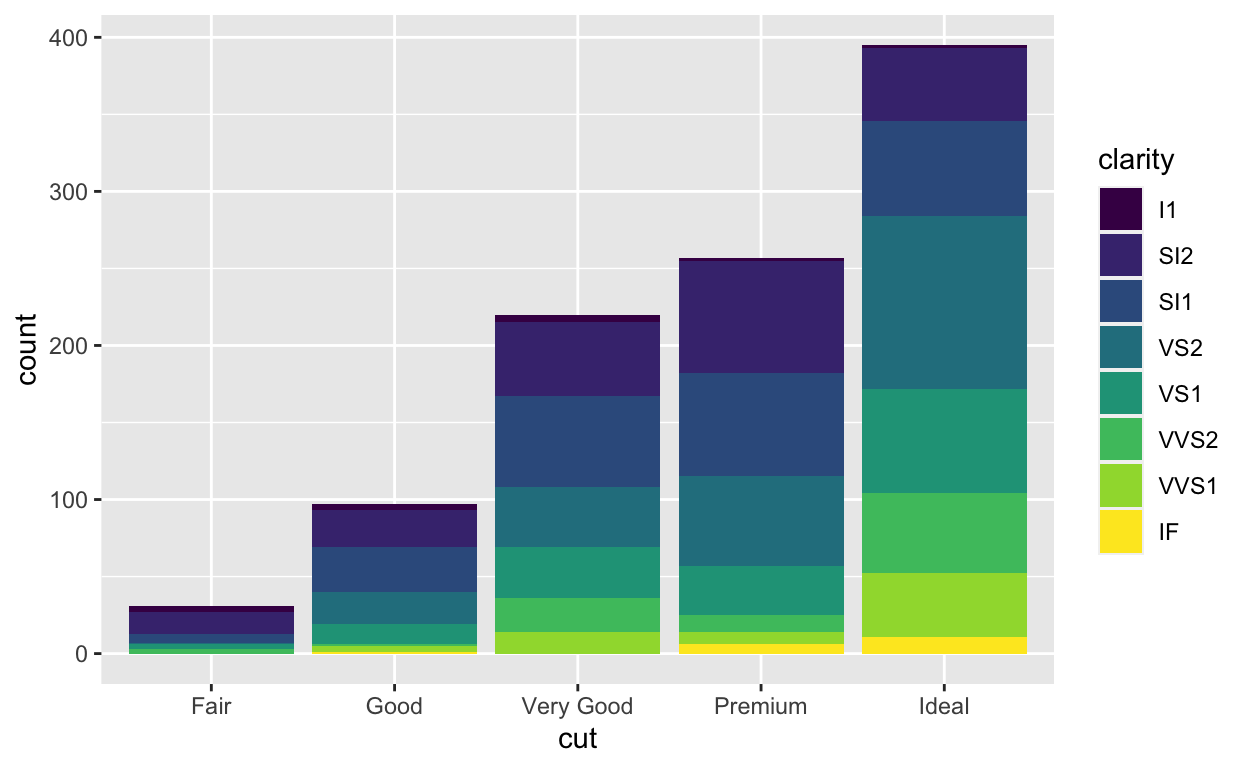 400
300
200
100
0
count
Fair Good Very Good Premium Ideal
cut
clarity
I1
SI2
SI1
VS2
VS1
VVS2
VVS1
IF